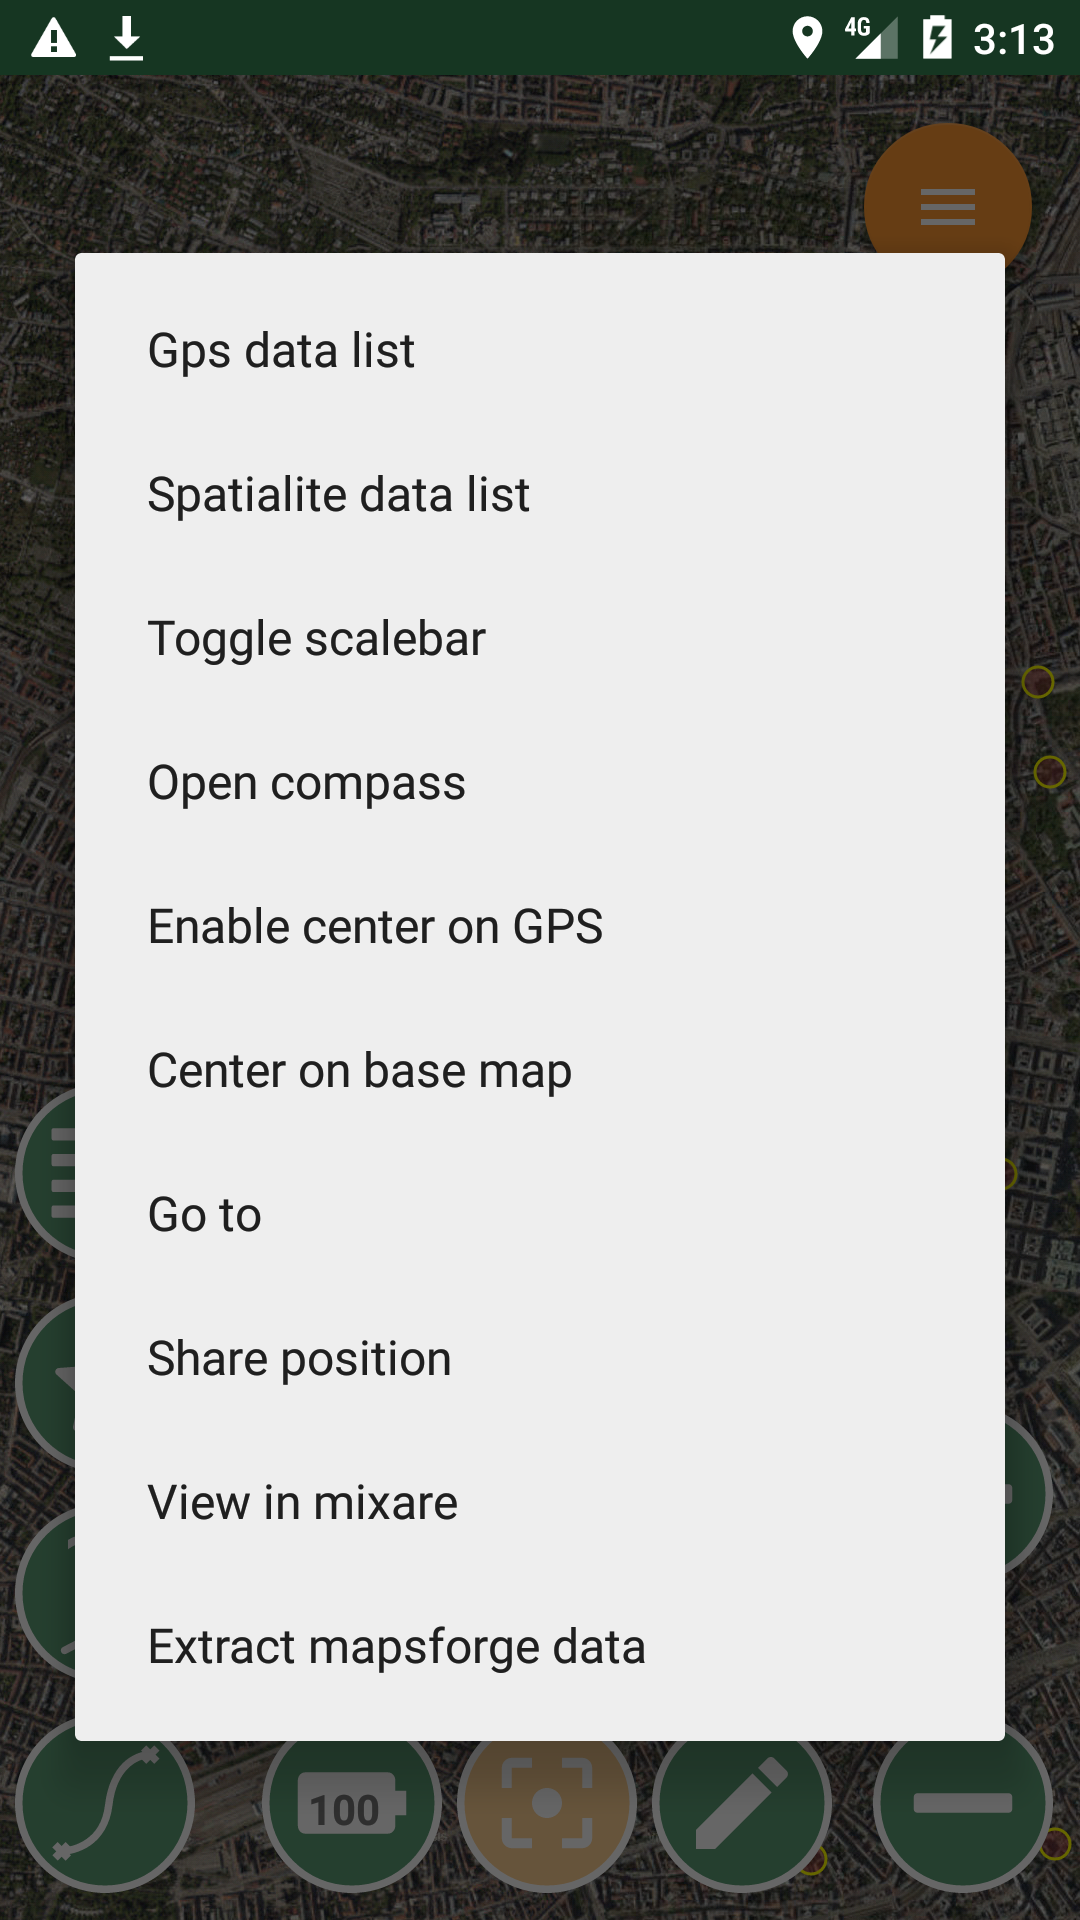 4G 3:13
Gps data list
Spatialite data list
Toggle scalebar
Open compass
Enable center on GPS
Center on base map
Go to
Share position
View in mixare
Extract mapsforge data
100